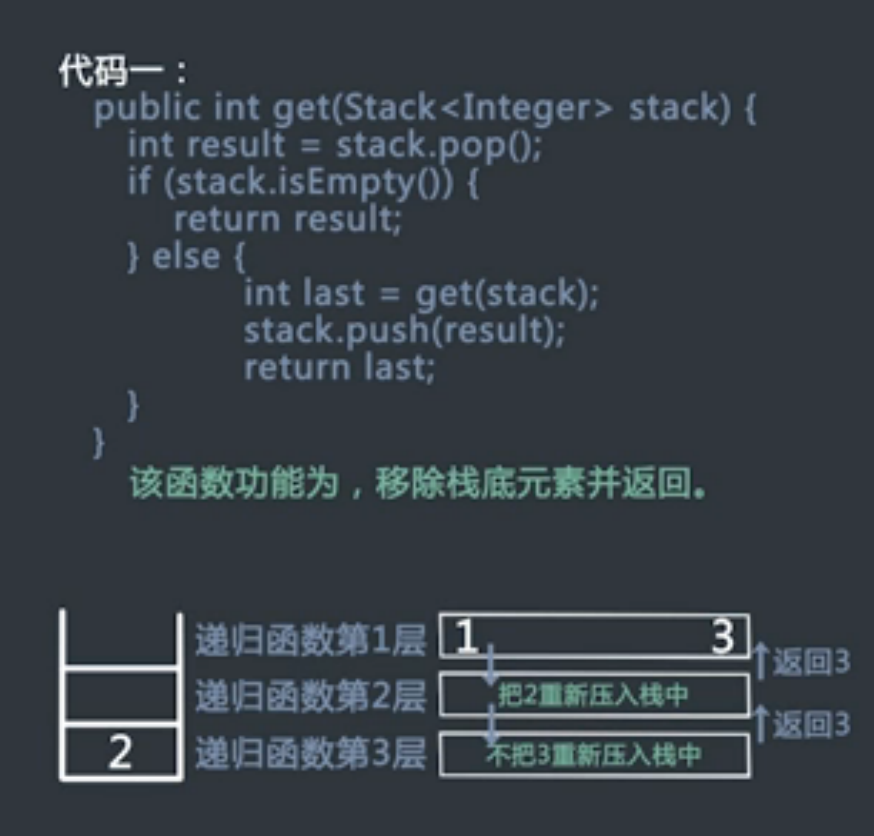 代码一：
public int get(Stack<Integer> stack) {
int result = stack.pop();
if (stack.isEmpty()) {
return result;
} else {
int last = get(stack);
stack.push(result);
return last;
}
}
该函数功能为，移除栈底元素并返回。
递归函数第1层 1 3
返回3
递归函数第2层 把2重新压入栈中
返回3
2 递归函数第3层 不把3重新压入栈中